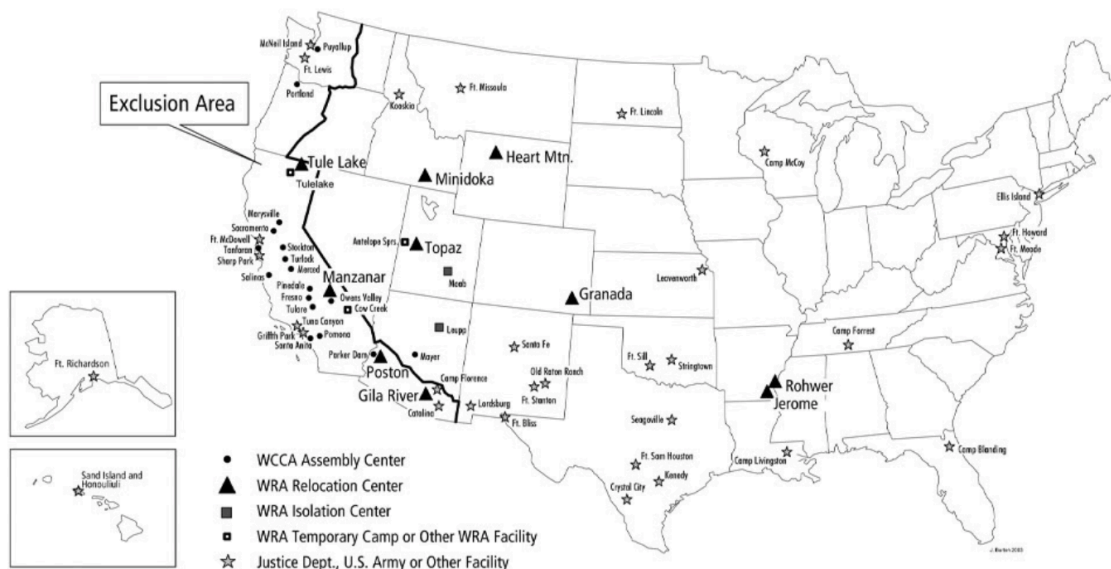 McNeil Island
Puyallup
Ft. Lewis
Portland
Exclusion Area
Kooskia
Ft. Missoula
Ft. Lincoln
Camp McCoy
Ellis Island
Ft. Howard
Ft. Meade
Tule Lake
Tulelake
Minidoka
Heart Mtn.
Marysville
Sacramento
Ft. McDowell
Tanforan
Sharp Park
Stockton
Turlock
Merced
Salinas
Pinedale
Fresno
Tulare
Manzanar
Owens Valley
Cow Creek
Tuna Canyon
Griffith Park
Santa Anita
Pomona
Antelope Sprs.
Topaz
Moab
Leupp
Granada
Leavenworth
Parker Dam
Poston
Mayer
Gila River
Camp Florence
Catalina
Lordsburg
Santa Fe
Old Raton Ranch
Ft. Stanton
Ft. Bliss
Ft. Sill
Stringtown
Camp Forrest
Rohwer
Jerome
Seagoville
Ft. Sam Houston
Kenedy
Crystal City
Camp Livingston
Camp Blanding
Ft. Richardson
Sand Island and
Honouliuli
WCCA Assembly Center
WRA Relocation Center
WRA Isolation Center
WRA Temporary Camp or Other WRA Facility
Justice Dept., U.S. Army or Other Facility
J. Burton 2003